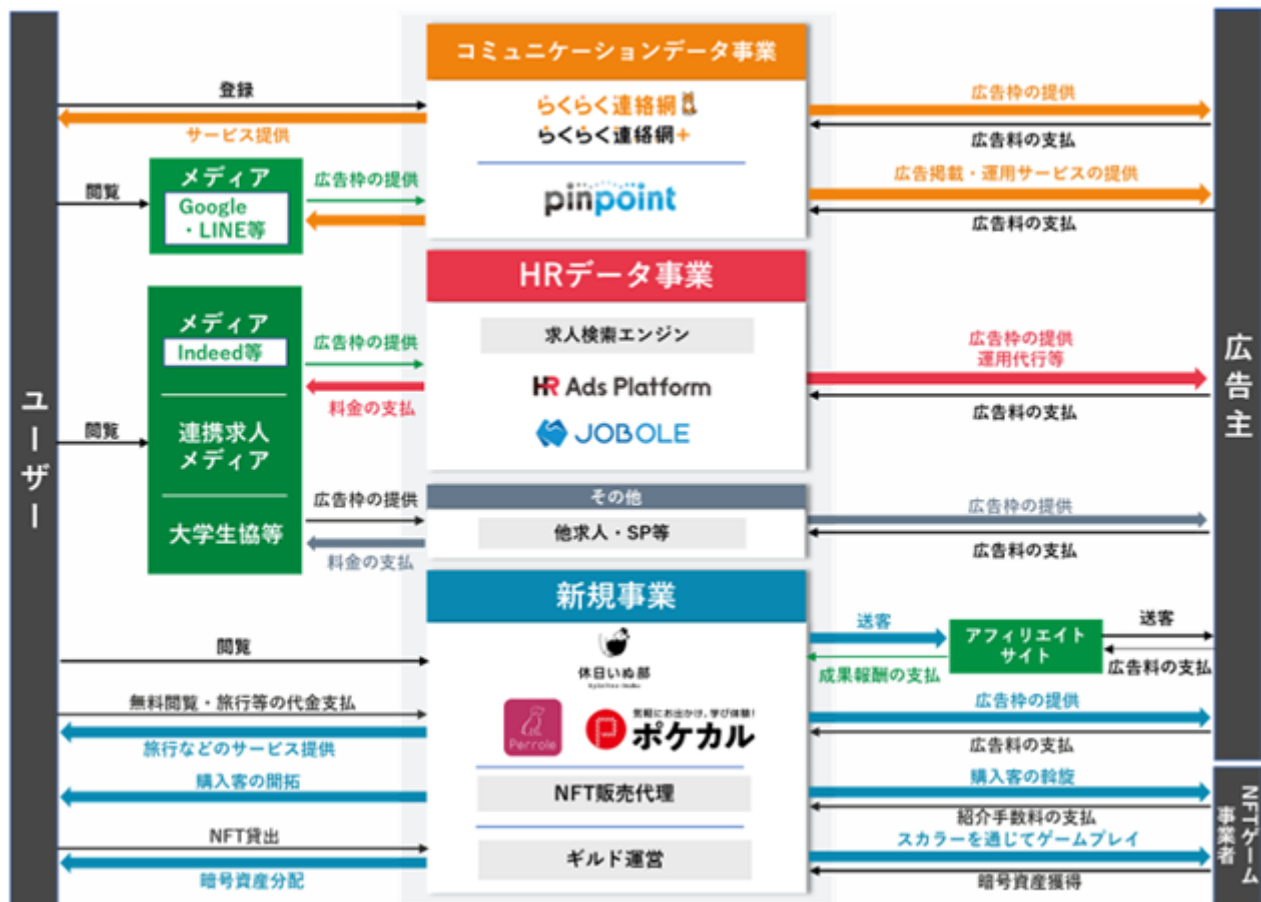 コミュニケーションデータ事業
登録
サービス提供
らくらく連絡網
らくらく連絡網+
広告枠の提供
広告料の支払
閲覧
メディア
Google
・LINE等
広告枠の提供
pinpoint
広告掲載・運用サービスの提供
広告料の支払
HRデータ事業
メディア
Indeed等
広告枠の提供
料金の支払
求人検索エンジン
HR Ads Platform
JOBOLE
広告枠の提供
運用代行等
広告料の支払
ユーザー
広告主
閲覧
連携求人
メディア
大学生協等
広告枠の提供
料金の支払
その他
他求人・SP等
広告枠の提供
広告料の支払
新規事業
閲覧
休日いぬ部
送客
成果報酬の支払
アフィリエイト
サイト
送客
広告料の支払
無料閲覧・旅行等の代金支払
旅行などのサービス提供
Perrole
気軽にお出かけ、学び体験!
ポケカル
広告枠の提供
広告料の支払
購入客の開拓
NFT販売代理
購入客の斡旋
紹介手数料の支払
NFT貸出
暗号資産分配
ギルド運営
スカラーを通じてゲームプレイ
暗号資産獲得
NFTゲーム
事業者